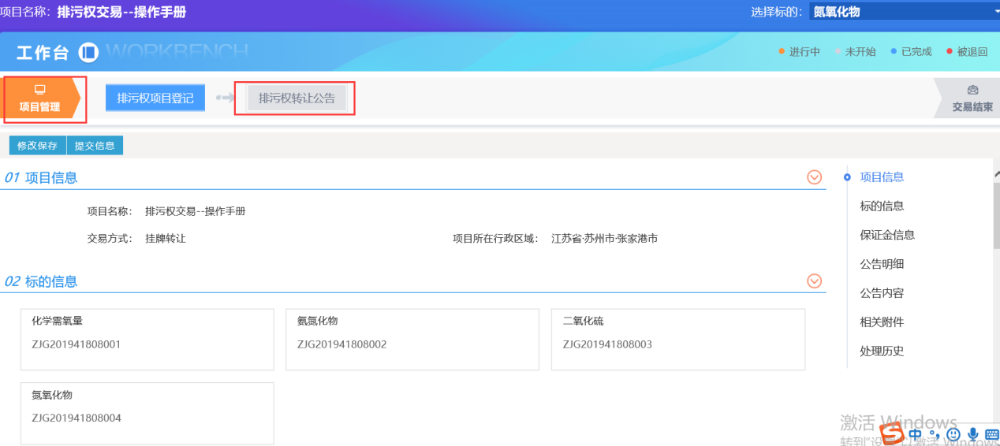 项目名称： 排污权交易--操作手册 选择标的： 氮氧化物
工作台 WORKBENCH 进行中 未开始 已完成 被退回
项目管理 排污权项目登记 排污权转让公告 交易结束
修改保存 提交信息
01 项目信息
项目名称： 排污权交易--操作手册
交易方式： 挂牌转让 项目所在行政区域： 江苏省·苏州市·张家港市
02 标的信息
化学需氧量 氨氮化物 二氧化硫
ZJG201941808001 ZJG201941808002 ZJG201941808003
氮氧化物
ZJG201941808004
项目信息
标的信息
保证金信息
公告明细
公告内容
相关附件
处理历史
激活 Windows
转到"设 以激活 Windows
中